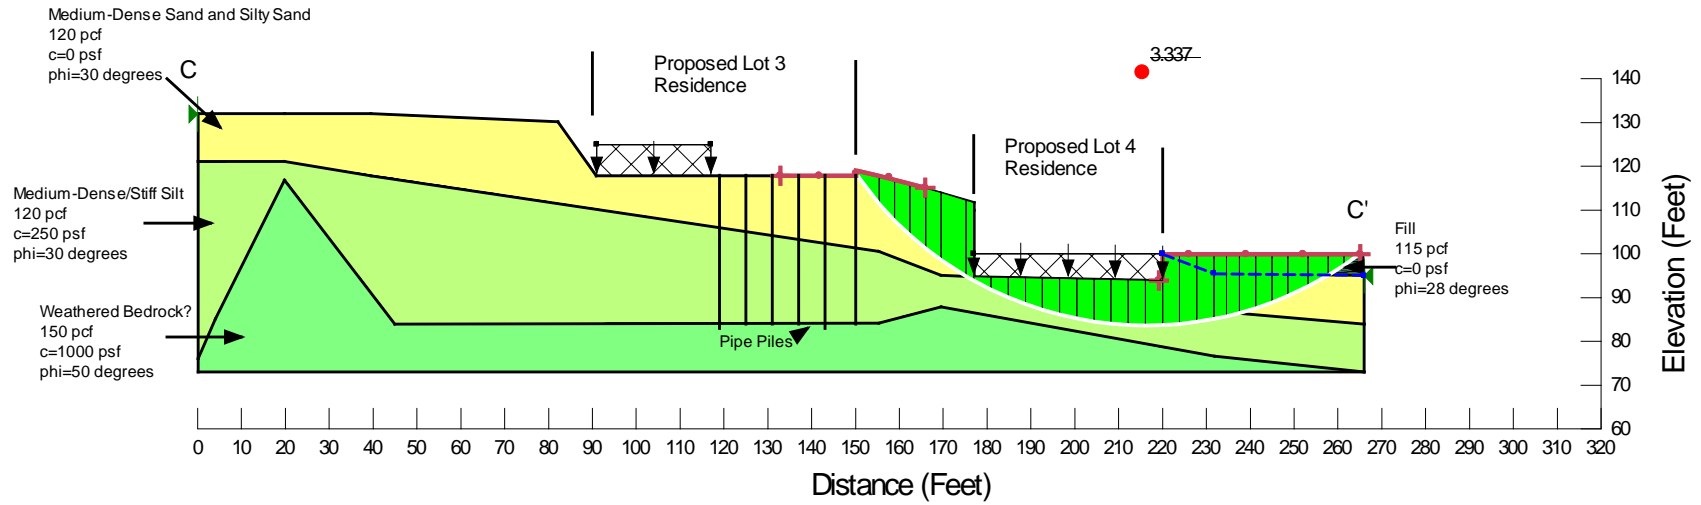 Medium-Dense Sand and Silty Sand
120 pcf
c=0 psf
phi=30 degrees
C
Proposed Lot 3
Residence
3.337
Proposed Lot 4
Residence
C'
Medium-Dense/Stiff Silt
120 pcf
c=250 psf
phi=30 degrees
Fill
115 pcf
c=0 psf
phi=28 degrees
Weathered Bedrock?
150 pcf
c=1000 psf
phi=50 degrees
Pipe Piles
140
130
120
110
100
90
80
70
60
Elevation (Feet)
0 10 20 30 40 50 60 70 80 90 100 110 120 130 140 150 160 170 180 190 200 210 220 230 240 250 260 270 280 290 300 310 320
Distance (Feet)